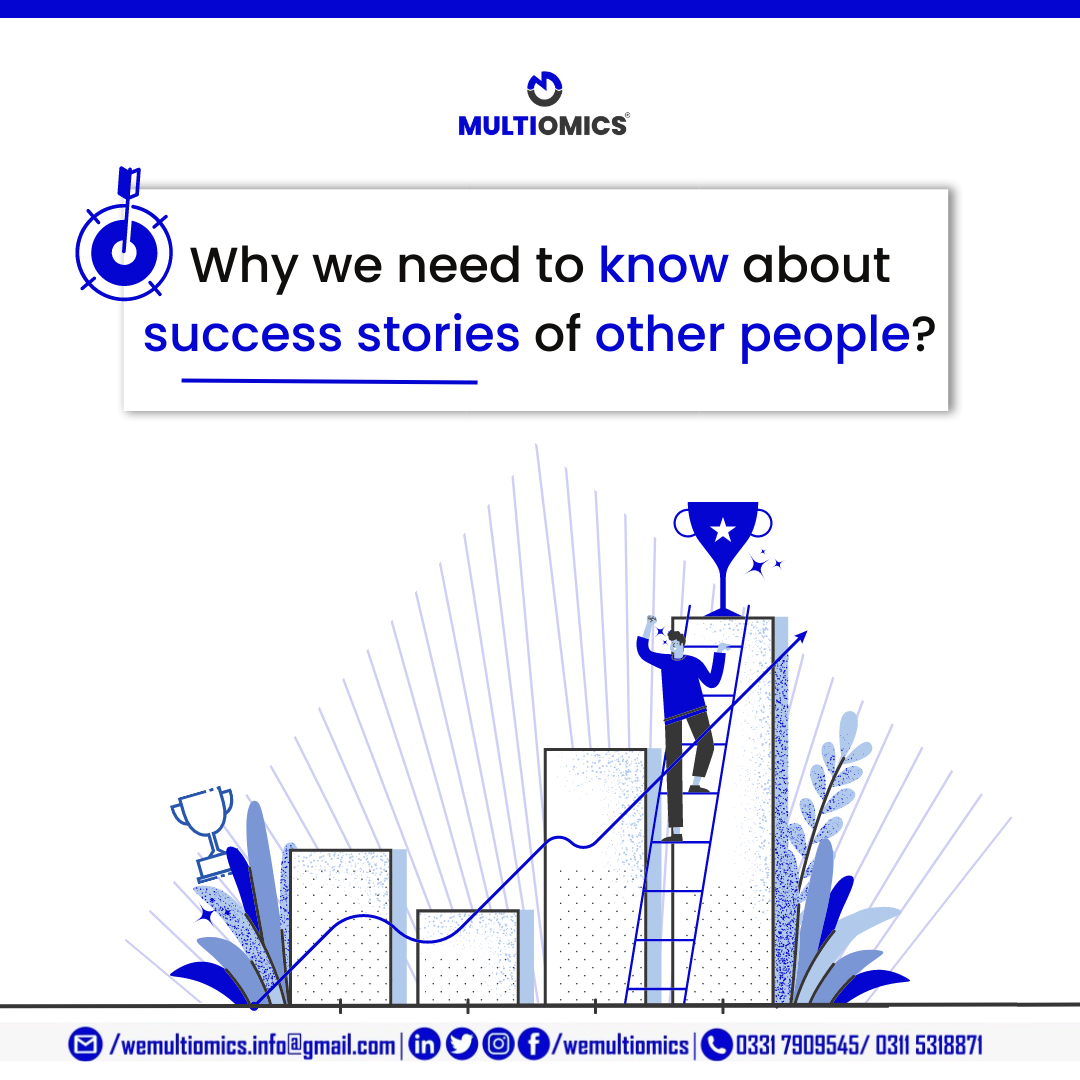 MULTIOMICS®
Why we need to know about
success stories of other people?
/wemultiomics.info@gmail.com| /wemultiomics| 0331 7909545/ 0311 5318871